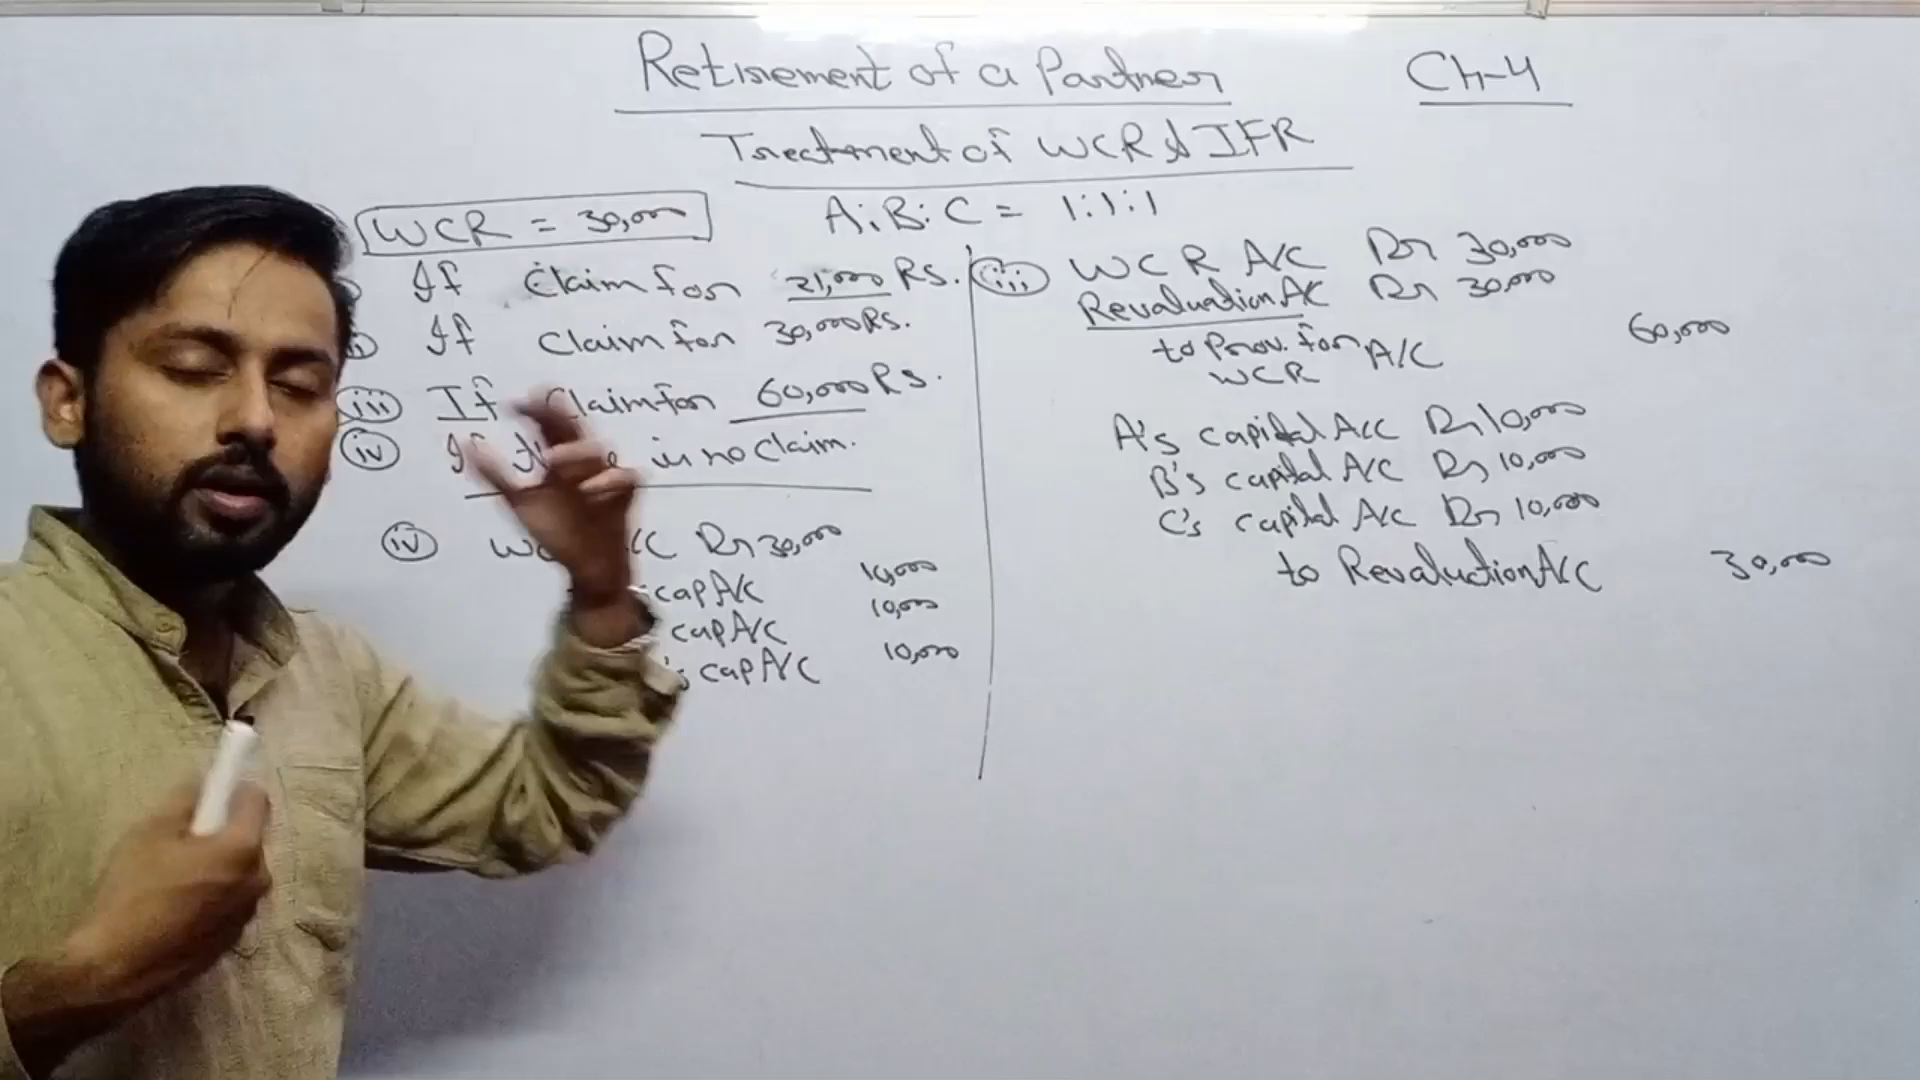 Retirement of a Partner
Ch-4
Treatment of WCR & IFR
WCR = 30,000
A:B:C = 1:1:1
If Claim for 21,000 Rs.
If Claim for 30,000 Rs.
(iii) If Claim for 60,000 Rs.
(iv) If is no claim.
(iv) A/C Dr 30,000
cap A/C 10,000
cap A/C 10,000
's cap A/C 10,000
(iii) WCR A/C Dr 30,000
Revaluation A/C Dr 30,000
to Prov. for WCR A/C 60,000
A's capital A/C Dr 10,000
B's capital A/C Dr 10,000
C's capital A/C Dr 10,000
to Revaluation A/C 30,000